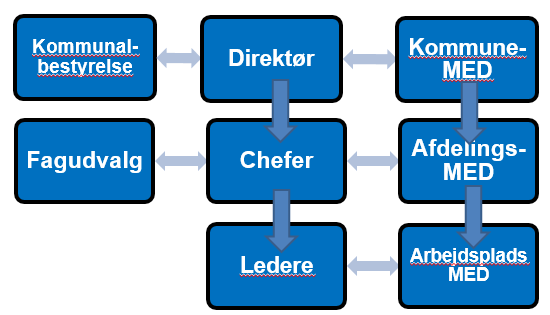 Kommunal-
bestyrelse
Direktør
Kommune-
MED
Fagudvalg
Chefer
Afdelings-
MED
Ledere
Arbejdsplads
MED